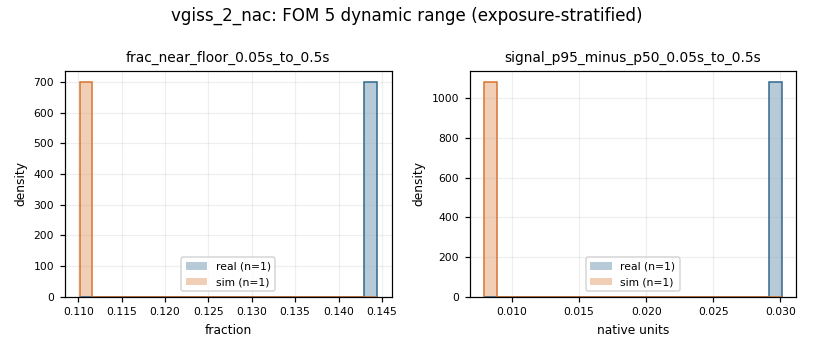 vgiss_2_nac: FOM 5 dynamic range (exposure-stratified)
frac_near_floor_0.05s_to_0.5s
density
700
600
500
400
300
200
100
0
0.110 0.115 0.120 0.125 0.130 0.135 0.140 0.145
fraction
real (n=1)
sim (n=1)
signal_p95_minus_p50_0.05s_to_0.5s
density
1000
800
600
400
200
0
0.010 0.015 0.020 0.025 0.030
native units
real (n=1)
sim (n=1)